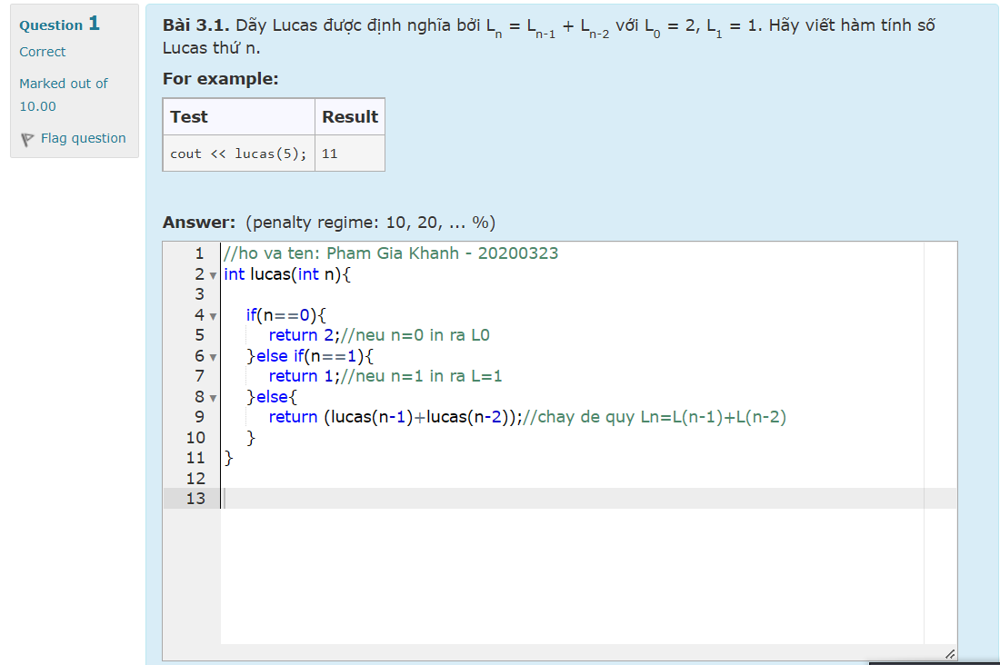 Question 1
Correct
Marked out of
10.00
Flag question
Bài 3.1. Dãy Lucas được định nghĩa bởi Ln = Ln-1 + Ln-2 với L0 = 2, L1 = 1. Hãy viết hàm tính số
Lucas thứ n.
For example:
Test Result
cout << lucas(5); 11
Answer: (penalty regime: 10, 20, ... %)
1 //ho va ten: Pham Gia Khanh - 20200323
2 int lucas(int n){
3
4 if(n==0){
5 return 2;//neu n=0 in ra L0
6 }else if(n==1){
7 return 1;//neu n=1 in ra L=1
8 }else{
9 return (lucas(n-1)+lucas(n-2));//chay de quy Ln=L(n-1)+L(n-2)
10 }
11 }
12
13